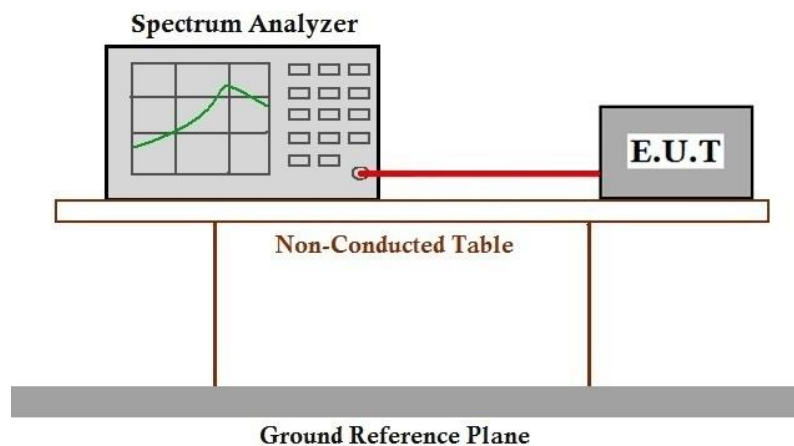 Spectrum Analyzer
E.U.T
Non-Conducted Table
Ground Reference Plane